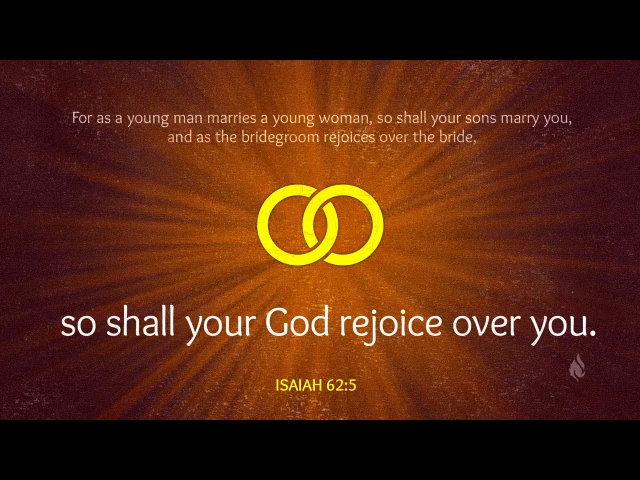 For as a young man marries a young woman, so shall your sons marry you,
and as the bridegroom rejoices over the bride,
so shall your God rejoice over you.
ISAIAH 62:5